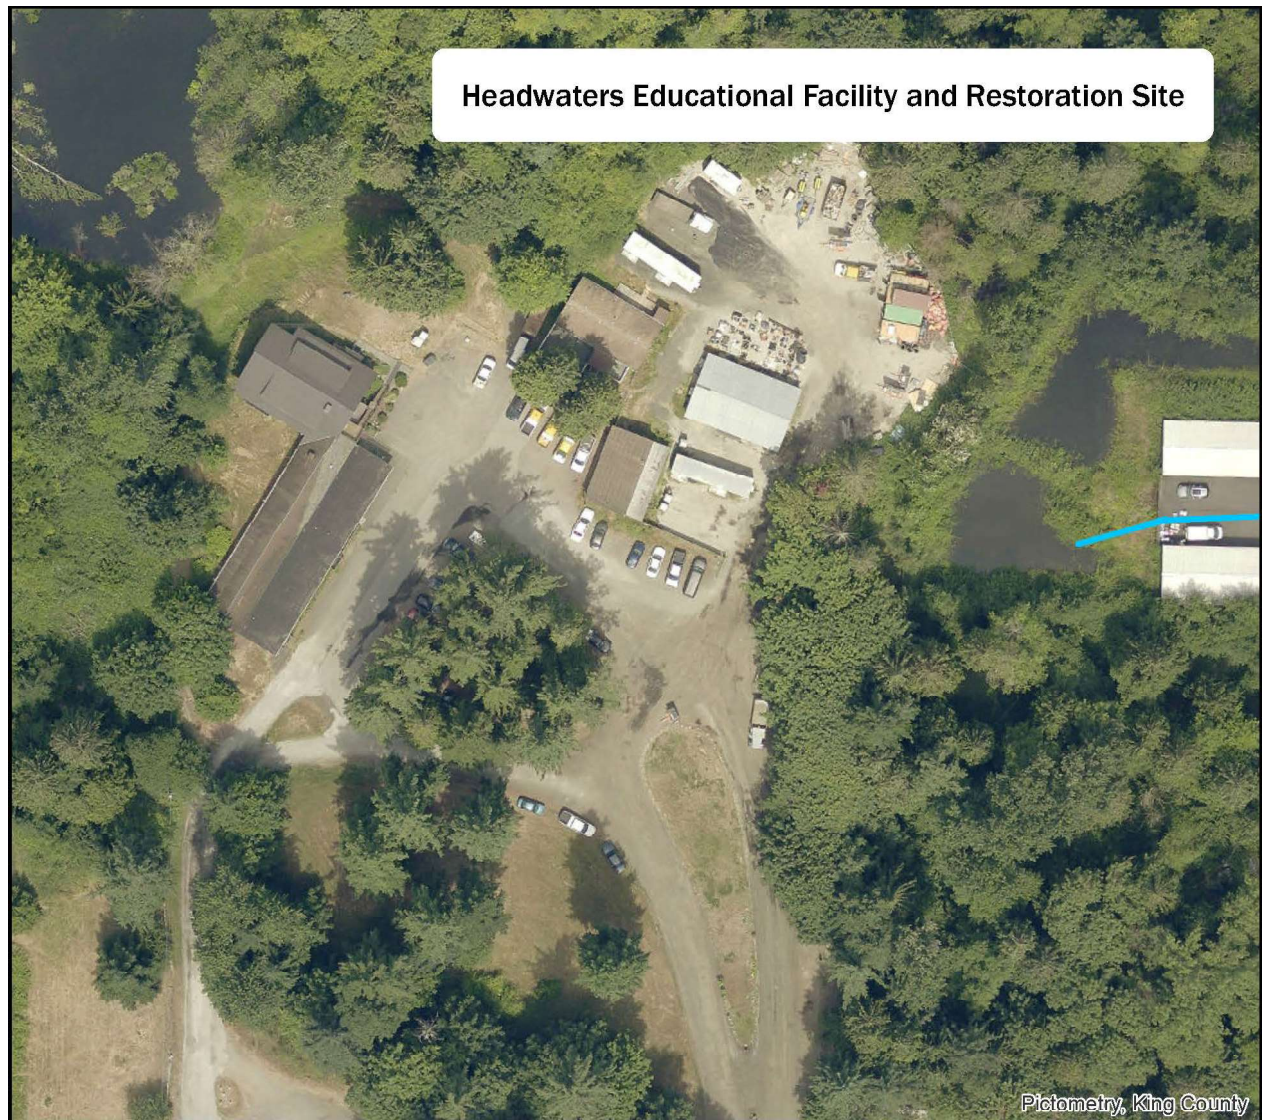 Headwaters Educational Facility and Restoration Site
Pictometry, King County